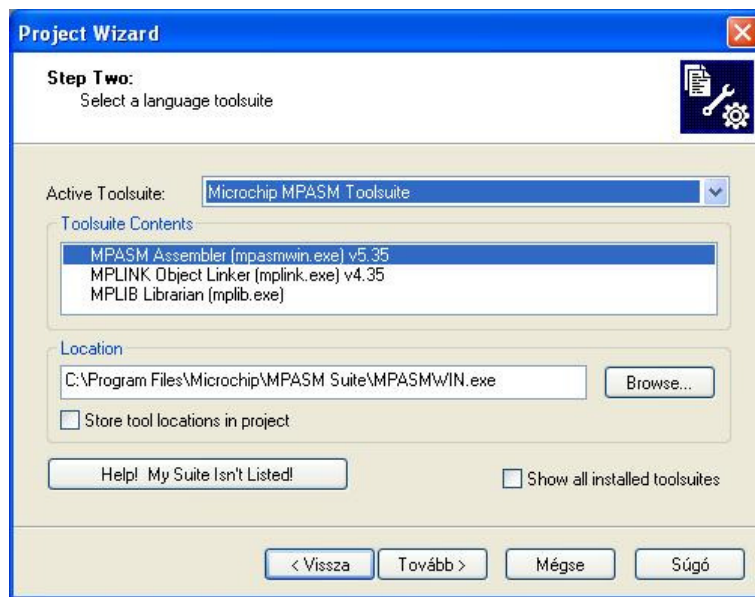 Project Wizard
Step Two:
Select a language toolsuite
Active Toolsuite:
Microchip MPASM Toolsuite
Toolsuite Contents
MPASM Assembler (mpasmwin.exe) v5.35
MPLINK Object Linker (mplink.exe) v4.35
MPLIB Librarian (mplib.exe)
Location
C:\Program Files\Microchip\MPASM Suite\MPASMWIN.exe
Browse...
Store tool locations in project
Help! My Suite Isn't Listed!
Show all installed toolsuites
< Vissza
Tovább >
Mégse
Súgó